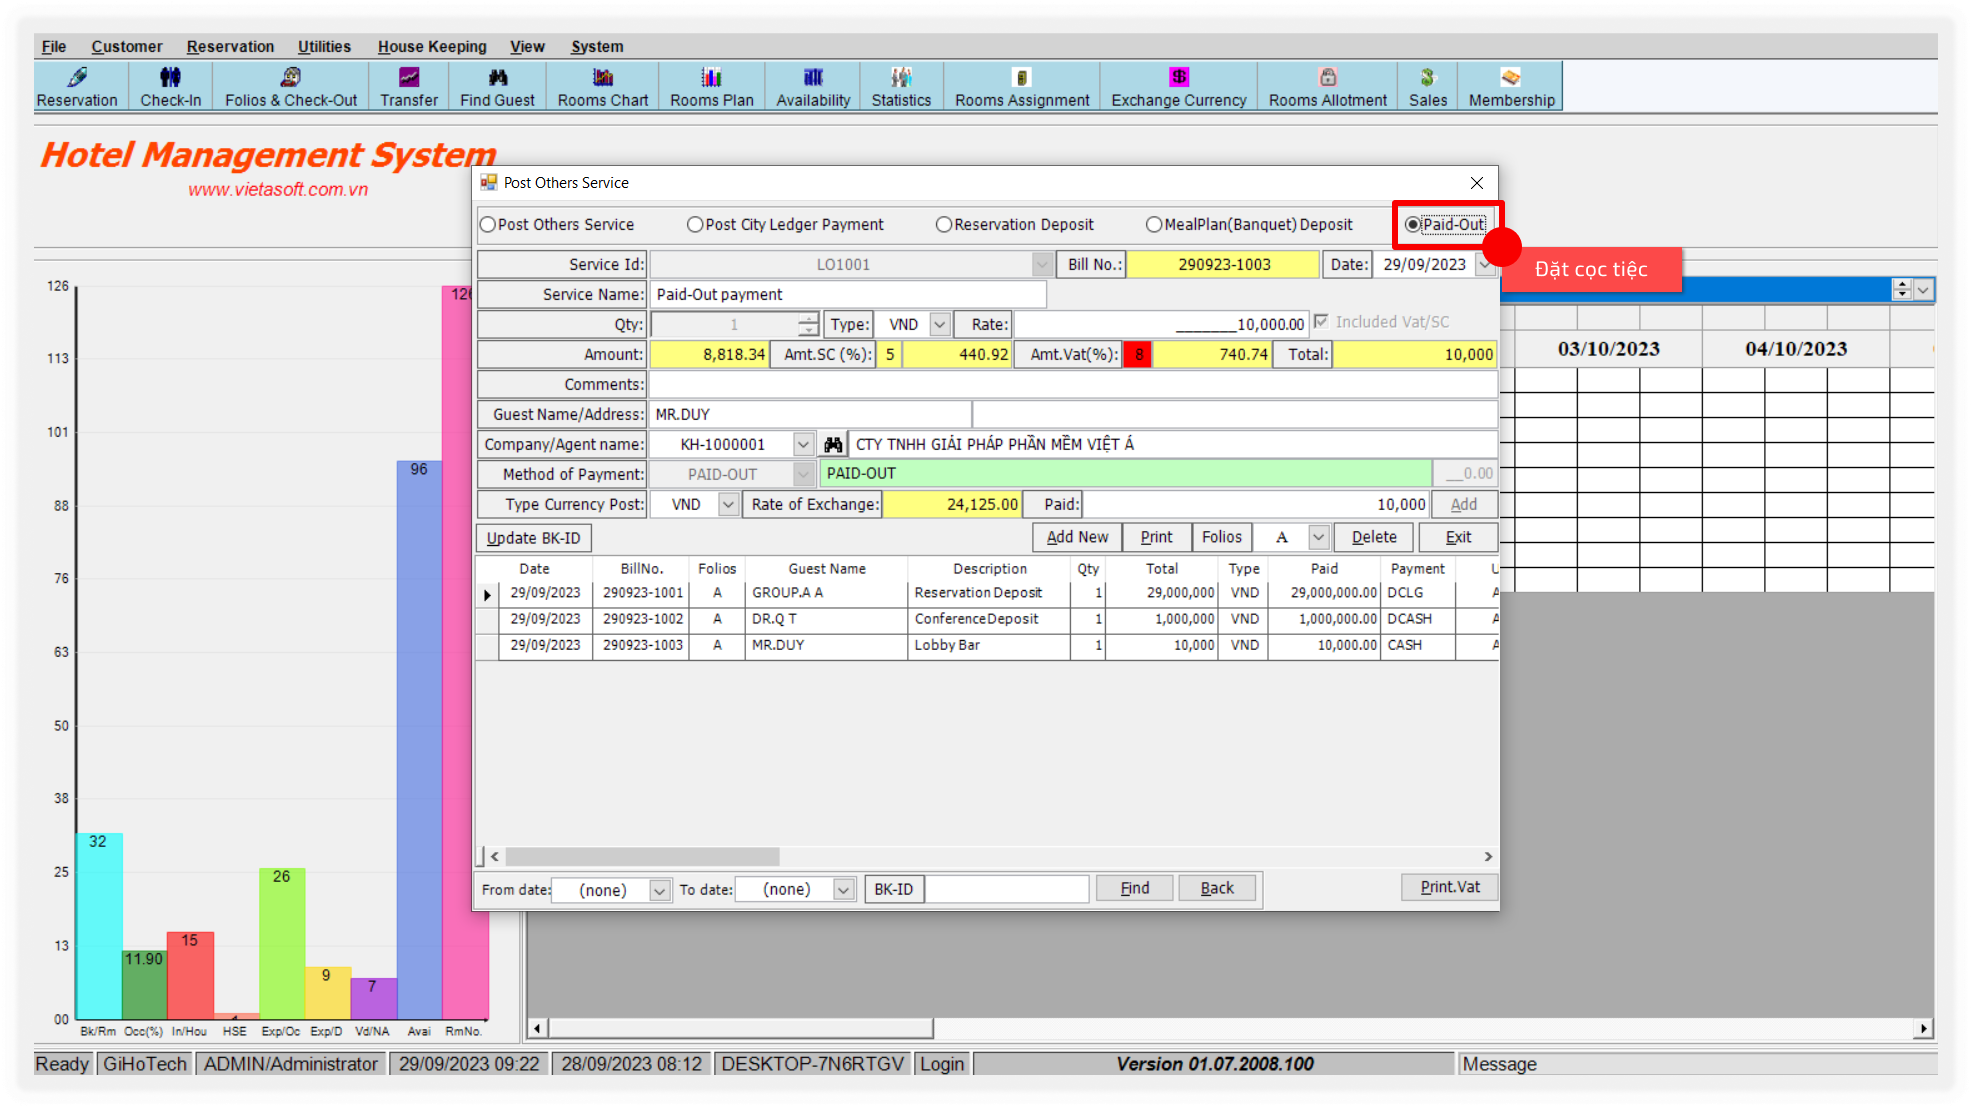 File Customer Reservation Utilities House Keeping View System
Reservation Check-In Folios & Check-Out Transfer Find Guest Rooms Chart Rooms Plan Availability Statistics Rooms Assignment Exchange Currency Rooms Allotment Sales Membership
Hotel Management System
www.vietasoft.com.vn
Post Others Service
Post Others Service Post City Ledger Payment Reservation Deposit MealPlan(Banquet) Deposit Paid-Out
Đặt cọc tiệc
Service Id: LO1001 Bill No.: 290923-1003 Date: 29/09/2023
Service Name: Paid-Out payment
Qty: 1 Type: VND Rate: _______10,000.00 Included Vat/SC
Amount: 8,818.34 Amt.SC (%): 5 440.92 Amt.Vat(%): 8 740.74 Total: 10,000
Comments:
Guest Name/Address: MR.DUY
Company/Agent name: KH-1000001 CTY TNHH GIẢI PHÁP PHẦN MỀM VIỆT Á
Method of Payment: PAID-OUT PAID-OUT __0.00
Type Currency Post: VND Rate of Exchange: 24,125.00 Paid: 10,000 Add
Update BK-ID Add New Print Folios A Delete Exit
Date BillNo. Folios Guest Name Description Qty Total Type Paid Payment U
29/09/2023 290923-1001 A GROUP.A A Reservation Deposit 1 29,000,000 VND 29,000,000.00 DCLG A
29/09/2023 290923-1002 A DR.Q T Conference Deposit 1 1,000,000 VND 1,000,000.00 DCASH A
29/09/2023 290923-1003 A MR.DUY Lobby Bar 1 10,000 VND 10,000.00 CASH A
From date: (none) To date: (none) BK-ID Find Back Print.Vat
03/10/2023 04/10/2023
126
113
101
88
76
63
50
38
25
13
00
32
11.90
15
1
26
9
7
96
126
Bk/Rm Occ(%) In/Hou HSE Exp/Oc Exp/D Vd/NA Avai RmNo.
Ready GiHoTech ADMIN/Administrator 29/09/2023 09:22 28/09/2023 08:12 DESKTOP-7N6RTGV Login Version 01.07.2008.100 Message